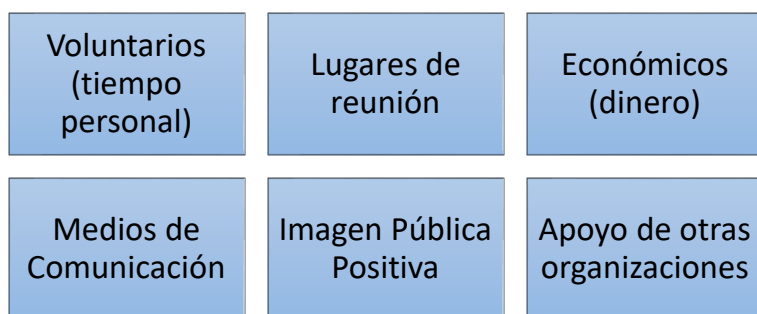 Voluntarios
(tiempo
personal)
Lugares de
reunión
Económicos
(dinero)
Medios de
Comunicación
Imagen Pública
Positiva
Apoyo de otras
organizaciones